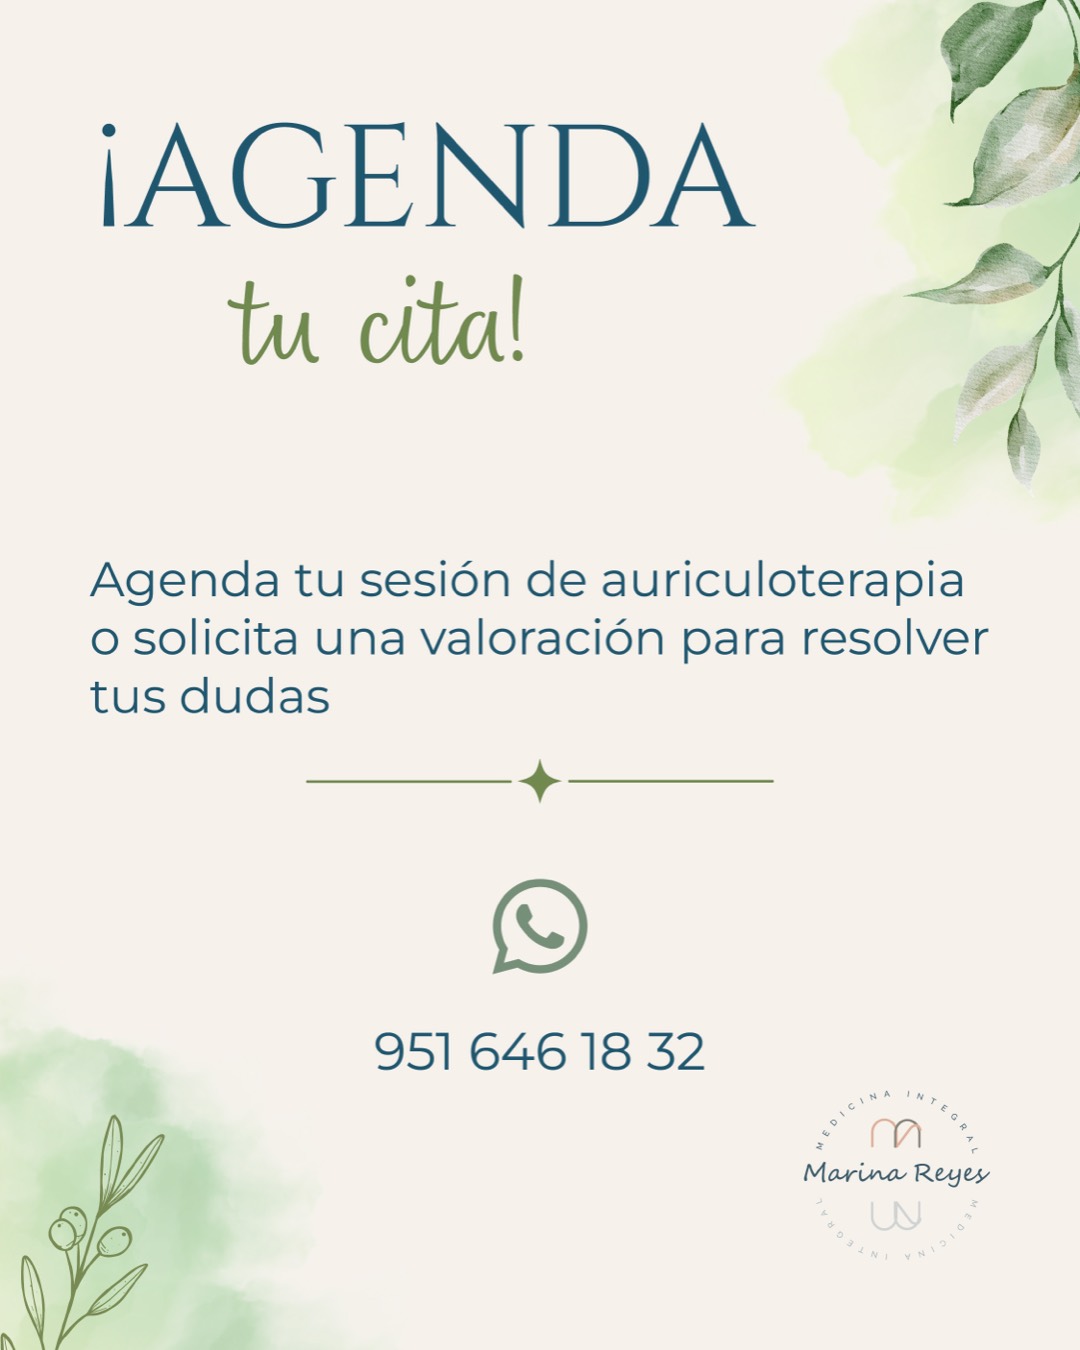 ¡AGENDA
tu cita!
Agenda tu sesión de auriculoterapia
o solicita una valoración para resolver
tus dudas
951 646 18 32
MEDICINA INTEGRAL
Marina Reyes
MEDICINA INTEGRAL